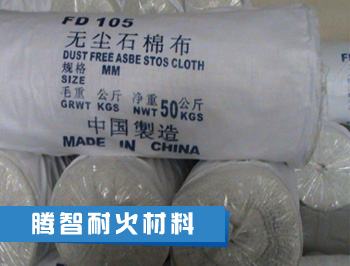 FD 105
无尘石棉布
DUST FREE ASBE STOS CLOTH
规格 MM
SIZE
毛重 公斤 净重 50 公斤
GRWT KGS NWT KGS
中国製造
MADE IN CHINA
FD
腾智耐火材料